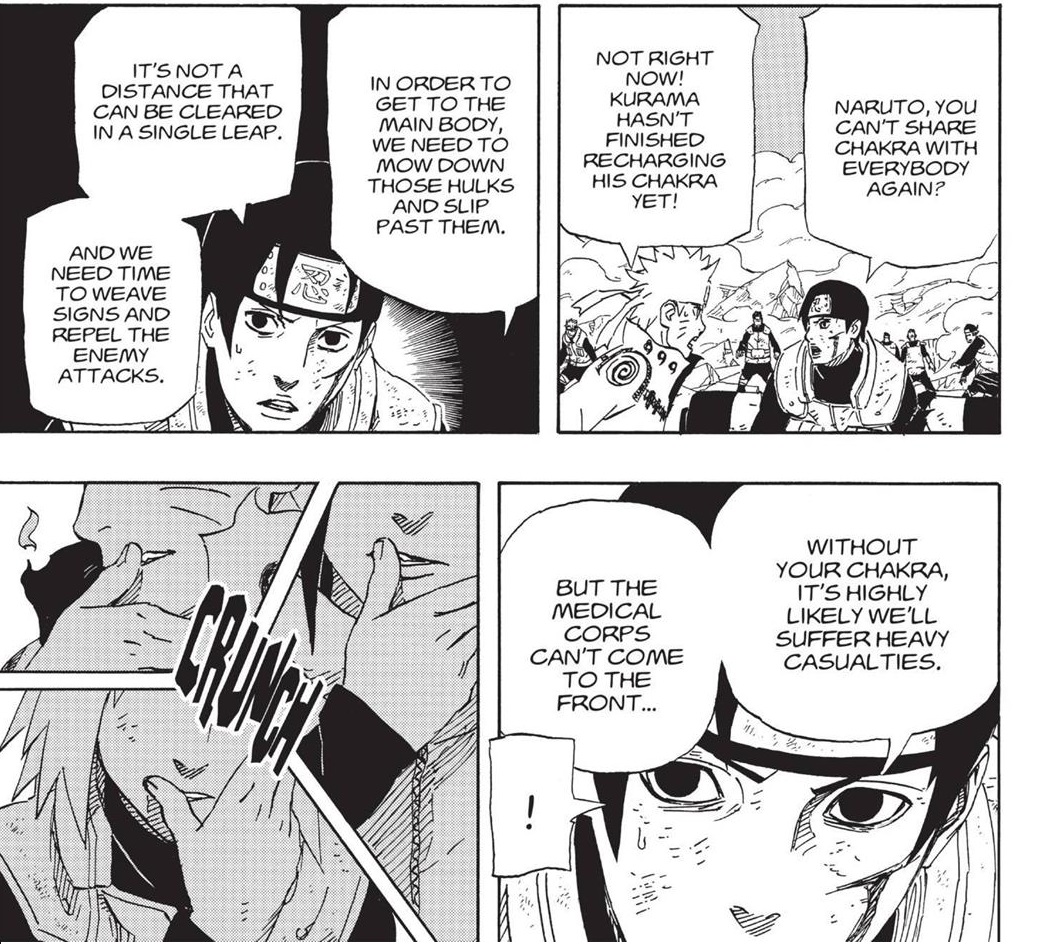 NARUTO, YOU
CAN'T SHARE
CHAKRA WITH
EVERYBODY
AGAIN?
NOT RIGHT
NOW!
KURAMA
HASN'T
FINISHED
RECHARGING
HIS CHAKRA
YET!
IN ORDER TO
GET TO THE
MAIN BODY,
WE NEED TO
MOW DOWN
THOSE HULKS
AND SLIP
PAST THEM.
IT'S NOT A
DISTANCE THAT
CAN BE CLEARED
IN A SINGLE LEAP.
AND WE
NEED TIME
TO WEAVE
SIGNS AND
REPEL THE
ENEMY
ATTACKS.
忍
WITHOUT
YOUR CHAKRA,
IT'S HIGHLY
LIKELY WE'LL
SUFFER HEAVY
CASUALTIES.
BUT THE
MEDICAL
CORPS
CAN'T COME
TO THE
FRONT...
!
CRUNCH